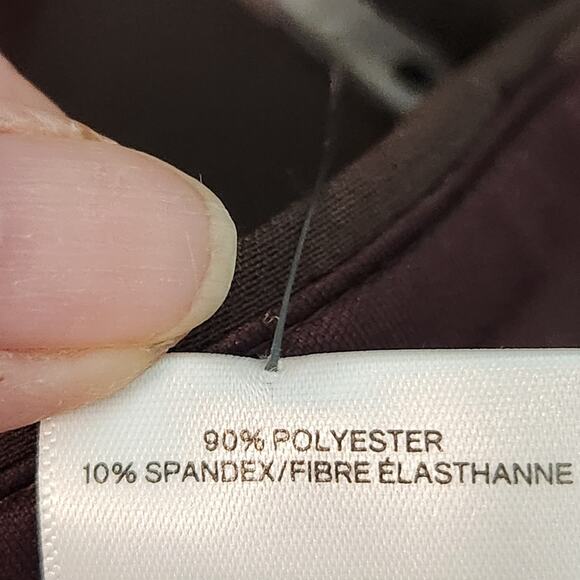 90% POLYESTER
10% SPANDEX/FIBRE ÉLASTHANNE